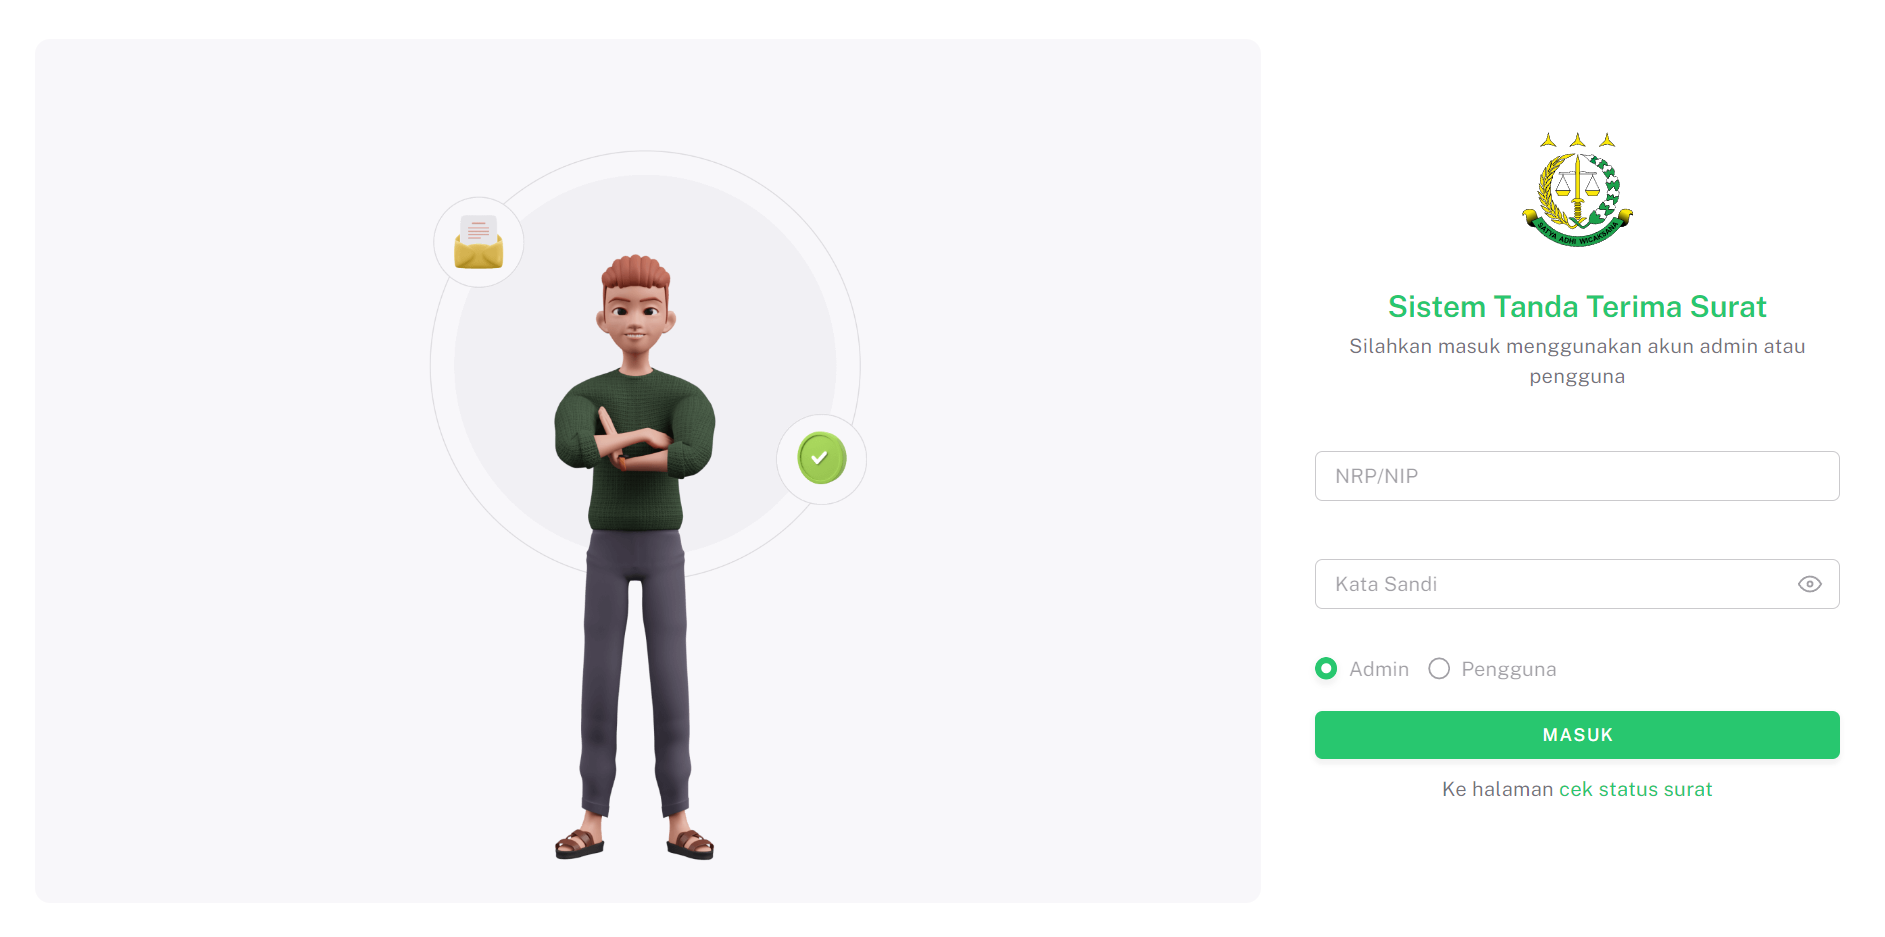 SATYA ADHI WICAKSANA
Sistem Tanda Terima Surat
Silahkan masuk menggunakan akun admin atau
pengguna
NRP/NIP
Kata Sandi
Admin Pengguna
MASUK
Ke halaman cek status surat